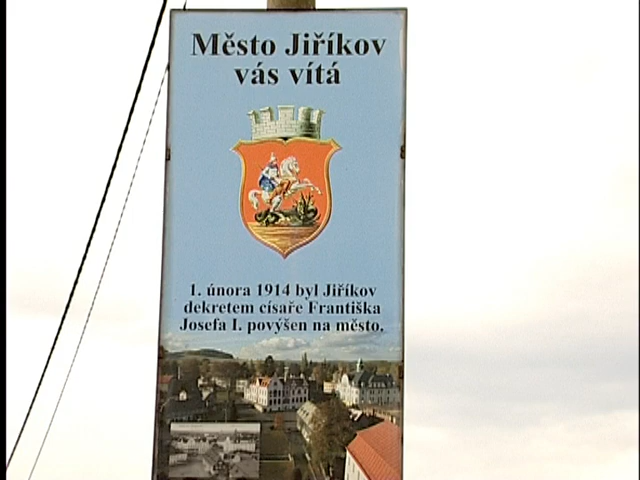 Město Jiříkov
vás vítá
1. února 1914 byl Jiříkov
dekretem císaře Františka
Josefa I. povýšen na město.